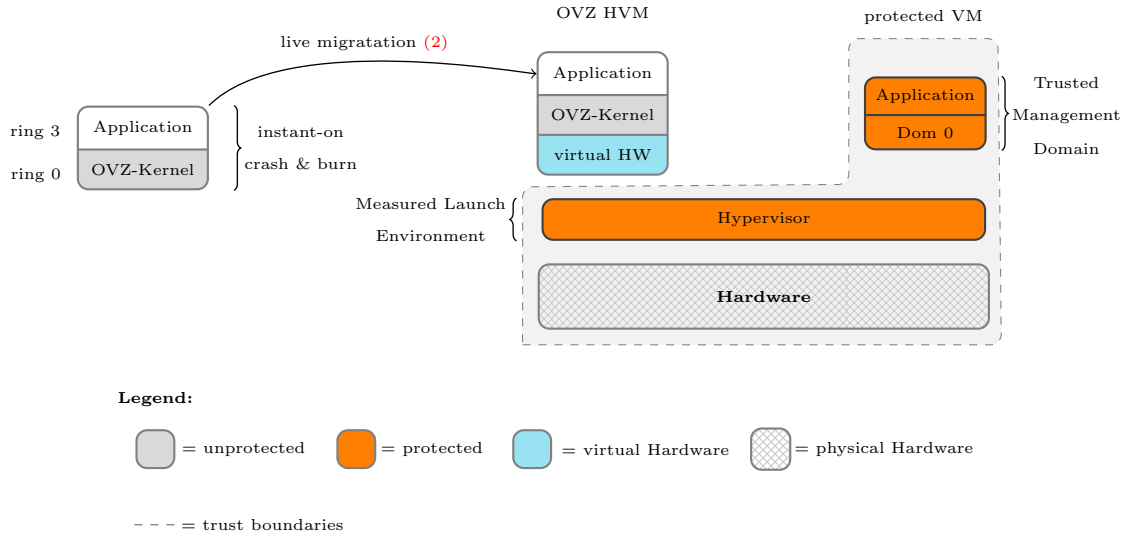 OVZ HVM
protected VM
live migratation (2)
Application
OVZ-Kernel
virtual HW
Application
Dom 0
Trusted
Management
Domain
ring 3
ring 0
Application
OVZ-Kernel
instant-on
crash & burn
Measured Launch
Environment
Hypervisor
Hardware
Legend:
= unprotected
= protected
= virtual Hardware
= physical Hardware
= trust boundaries